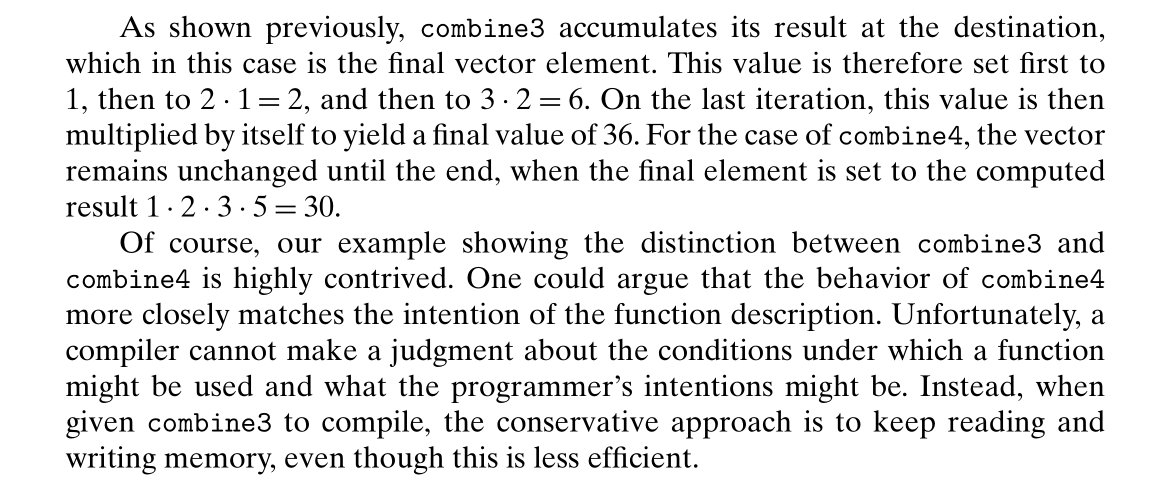 As shown previously, combine3 accumulates its result at the destination,
which in this case is the final vector element. This value is therefore set first to
1, then to 2 · 1 = 2, and then to 3 · 2 = 6. On the last iteration, this value is then
multiplied by itself to yield a final value of 36. For the case of combine4, the vector
remains unchanged until the end, when the final element is set to the computed
result 1 · 2 · 3 · 5 = 30.
Of course, our example showing the distinction between combine3 and
combine4 is highly contrived. One could argue that the behavior of combine4
more closely matches the intention of the function description. Unfortunately, a
compiler cannot make a judgment about the conditions under which a function
might be used and what the programmer’s intentions might be. Instead, when
given combine3 to compile, the conservative approach is to keep reading and
writing memory, even though this is less efficient.